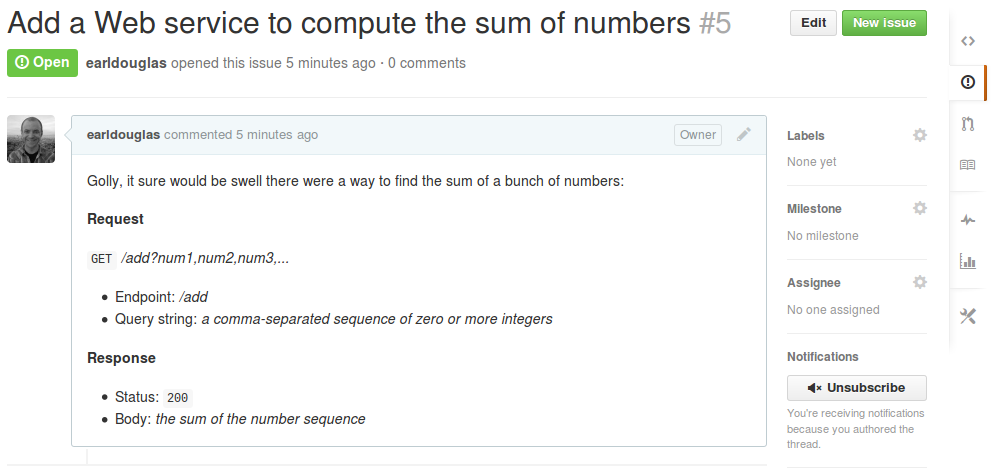 Add a Web service to compute the sum of numbers #5
Edit
New issue
Open
earldouglas opened this issue 5 minutes ago · 0 comments
earldouglas commented 5 minutes ago
Owner
Golly, it sure would be swell there were a way to find the sum of a bunch of numbers:
Request
GET /add?num1,num2,num3,...
• Endpoint: /add
• Query string: a comma-separated sequence of zero or more integers
Response
• Status: 200
• Body: the sum of the number sequence
Labels
None yet
Milestone
No milestone
Assignee
No one assigned
Notifications
Unsubscribe
You're receiving notifications
because you authored the
thread.